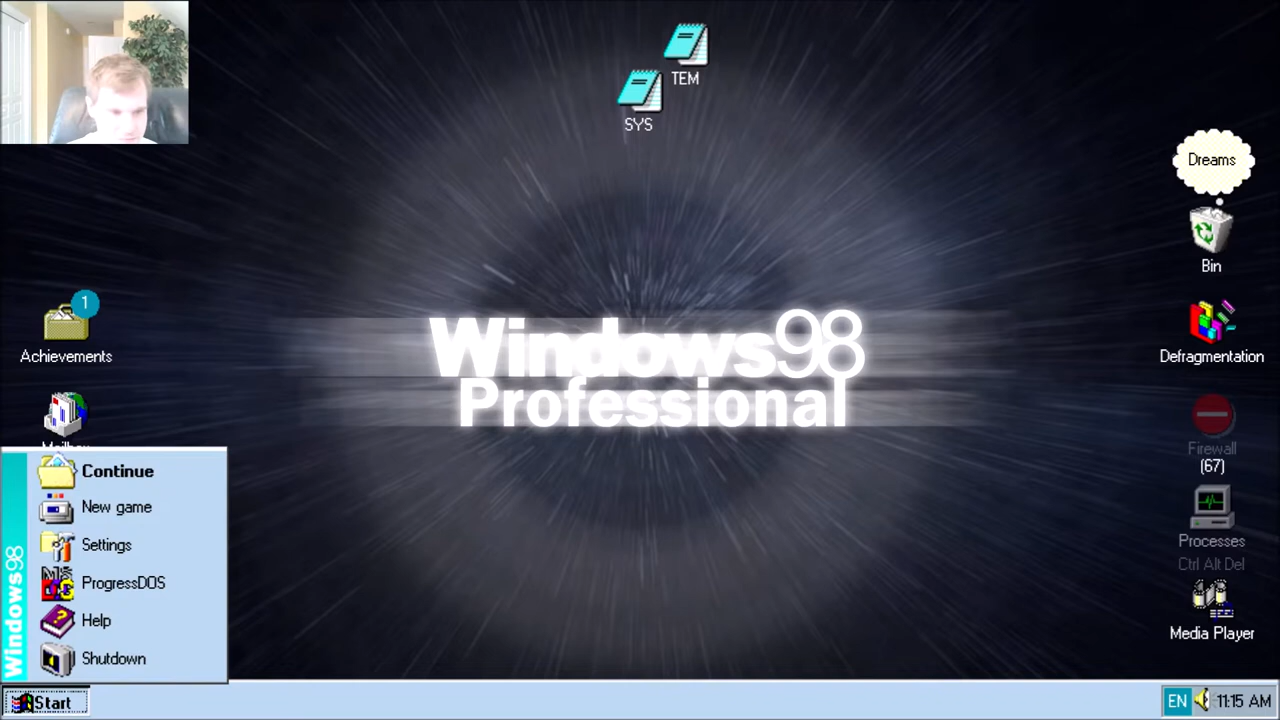 TEM
SYS
Dreams
Bin
1
Achievements
Defragmentation
Windows98
Professional
Firewall
(67)
Continue
New game
Settings
ProgressDOS
Help
Shutdown
Windows98
Processes
Ctrl Alt Del
Media Player
Start
EN
11:15 AM